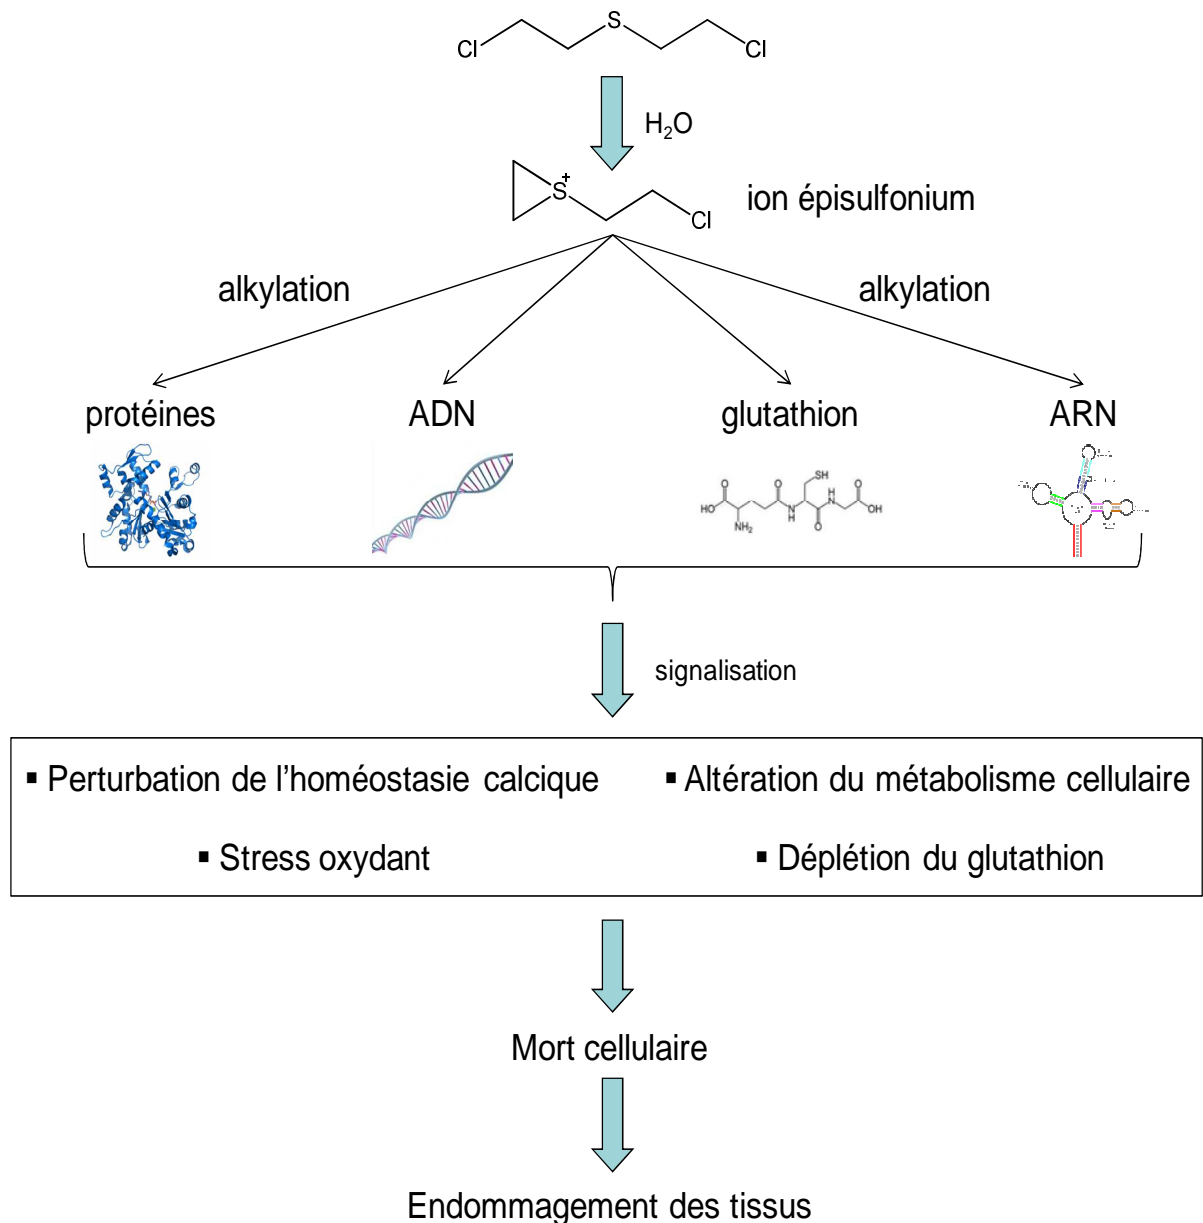 S
Cl Cl
H2O
S+
Cl
ion épisulfonium
alkylation alkylation
protéines ADN glutathion ARN
SH
O O O
HO N H H N OH
NH2 O
signalisation
▪ Perturbation de l’homéostasie calcique ▪ Altération du métabolisme cellulaire
▪ Stress oxydant ▪ Déplétion du glutathion
Mort cellulaire
Endommagement des tissus